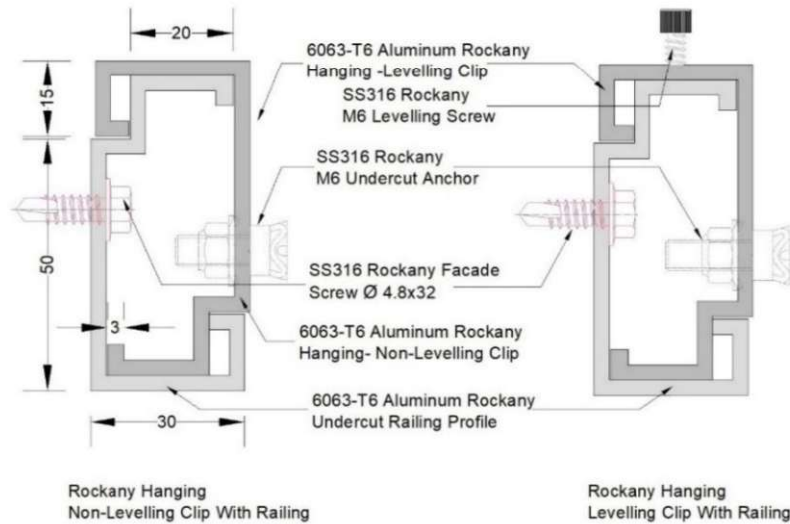 20
6063-T6 Aluminum Rockany
Hanging -Levelling Clip
15
SS316 Rockany
M6 Levelling Screw
SS316 Rockany
M6 Undercut Anchor
50
SS316 Rockany Facade
Screw Ø 4.8x32
3
6063-T6 Aluminum Rockany
Hanging- Non-Levelling Clip
6063-T6 Aluminum Rockany
Undercut Railing Profile
30
Rockany Hanging
Non-Levelling Clip With Railing
Rockany Hanging
Levelling Clip With Railing